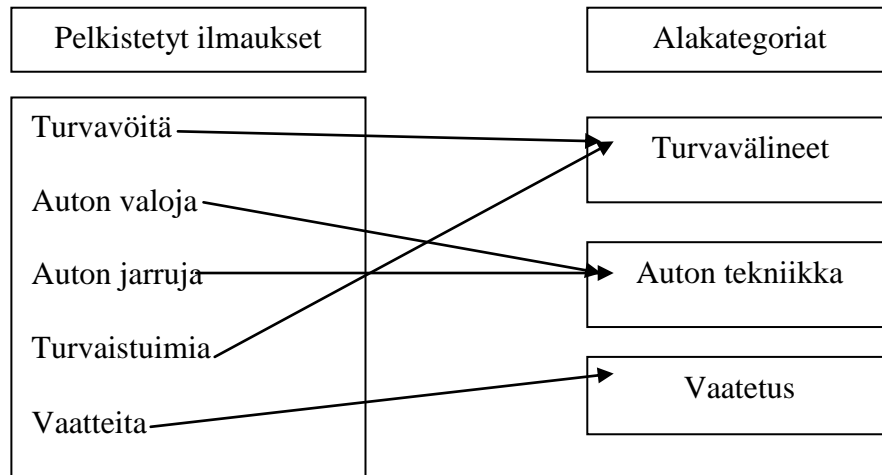 Pelkistetyt ilmaukset
Alakategoriat
Turvavöitä
Auton valoja
Auton jarruja
Turvaistuimia
Vaatteita
Turvavälineet
Auton tekniikka
Vaatetus